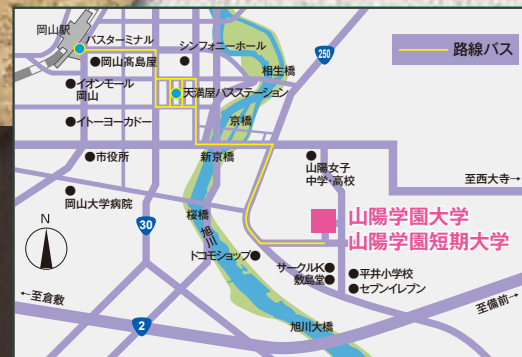 岡山駅
バスターミナル
シンフォニーホール
250
路線バス
岡山髙島屋
相生橋
イオンモール
岡山
天満屋バスステーション
イトーヨーカドー
京橋
市役所
新京橋
山陽女子
中学・高校
至西大寺→
岡山大学病院
桜橋
山陽学園大学
山陽学園短期大学
N
30
旭川
ドコモショップ
サークルK
敷島堂
平井小学校
セブンイレブン
←至倉敷
2
旭川大橋
至備前→